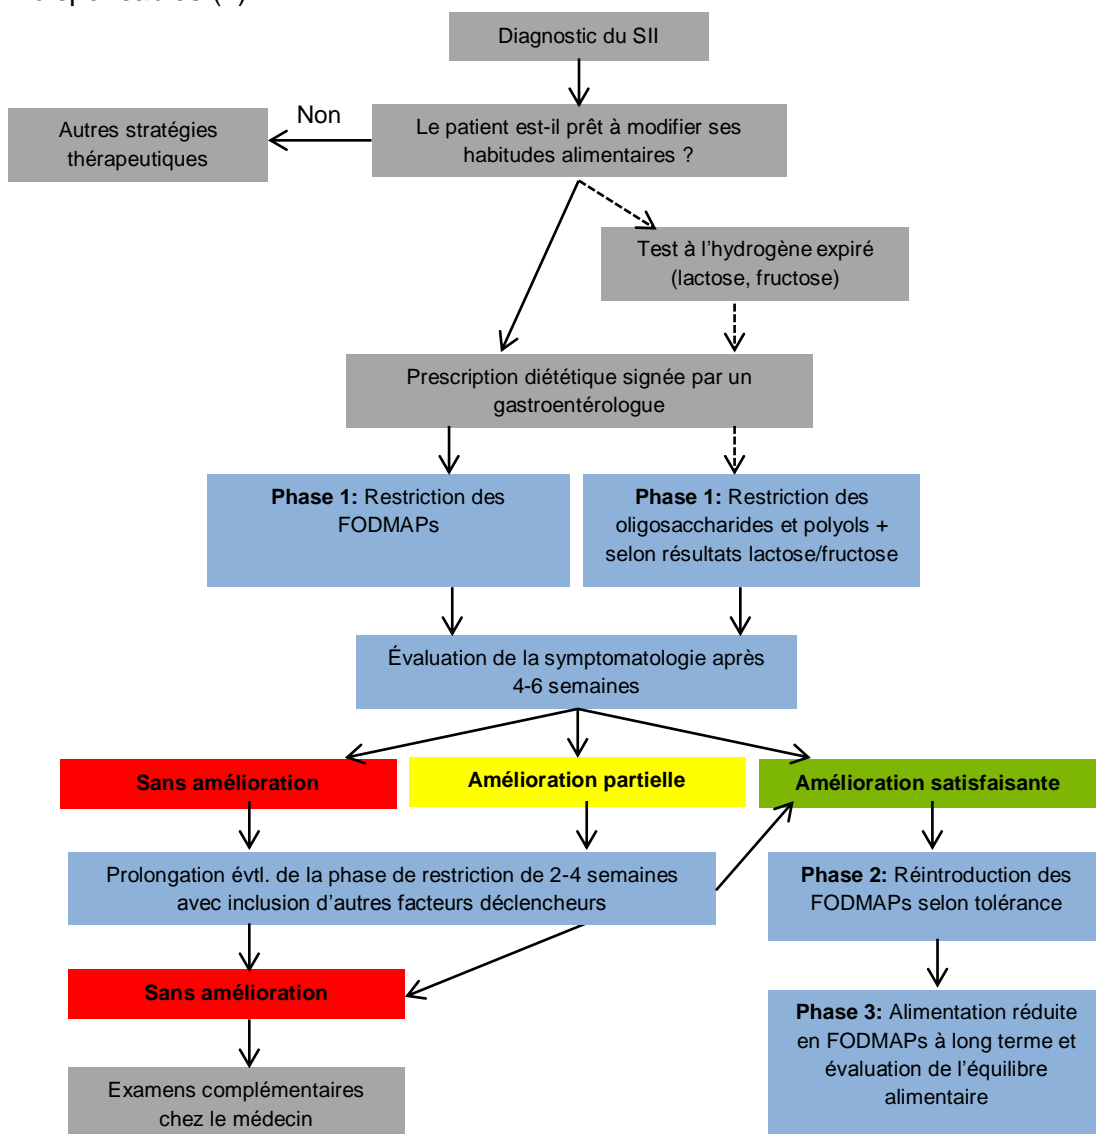 Diagnostic du SII
Non
Autres stratégies
thérapeutiques
Le patient est-il prêt à modifier ses
habitudes alimentaires ?
Test à l’hydrogène expiré
(lactose, fructose)
Prescription diététique signée par un
gastroentérologue
Phase 1: Restriction des
FODMAPs
Phase 1: Restriction des
oligosaccharides et polyols +
selon résultats lactose/fructose
Évaluation de la symptomatologie après
4-6 semaines
Sans amélioration
Amélioration partielle
Amélioration satisfaisante
Prolongation évtl. de la phase de restriction de 2-4 semaines
avec inclusion d’autres facteurs déclencheurs
Phase 2: Réintroduction des
FODMAPs selon tolérance
Sans amélioration
Phase 3: Alimentation réduite
en FODMAPs à long terme et
évaluation de l’équilibre
alimentaire
Examens complémentaires
chez le médecin